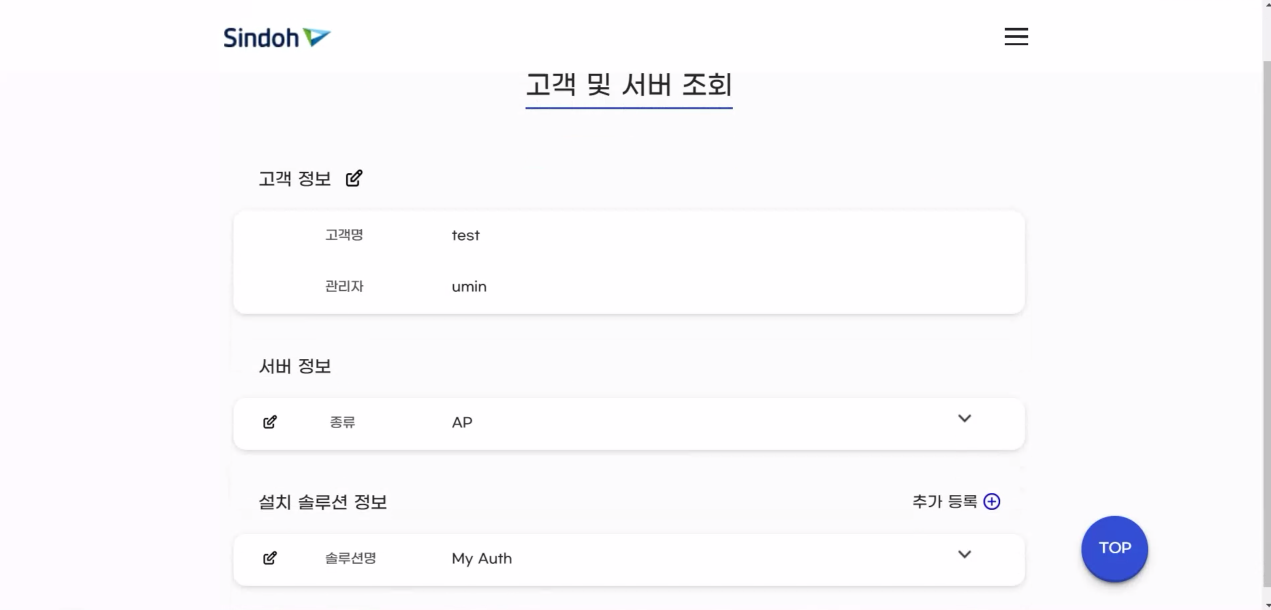 Sindoh
고객 및 서버 조회
고객 정보
고객명 test
관리자 umin
서버 정보
종류 AP
설치 솔루션 정보 추가 등록
솔루션명 My Auth
TOP